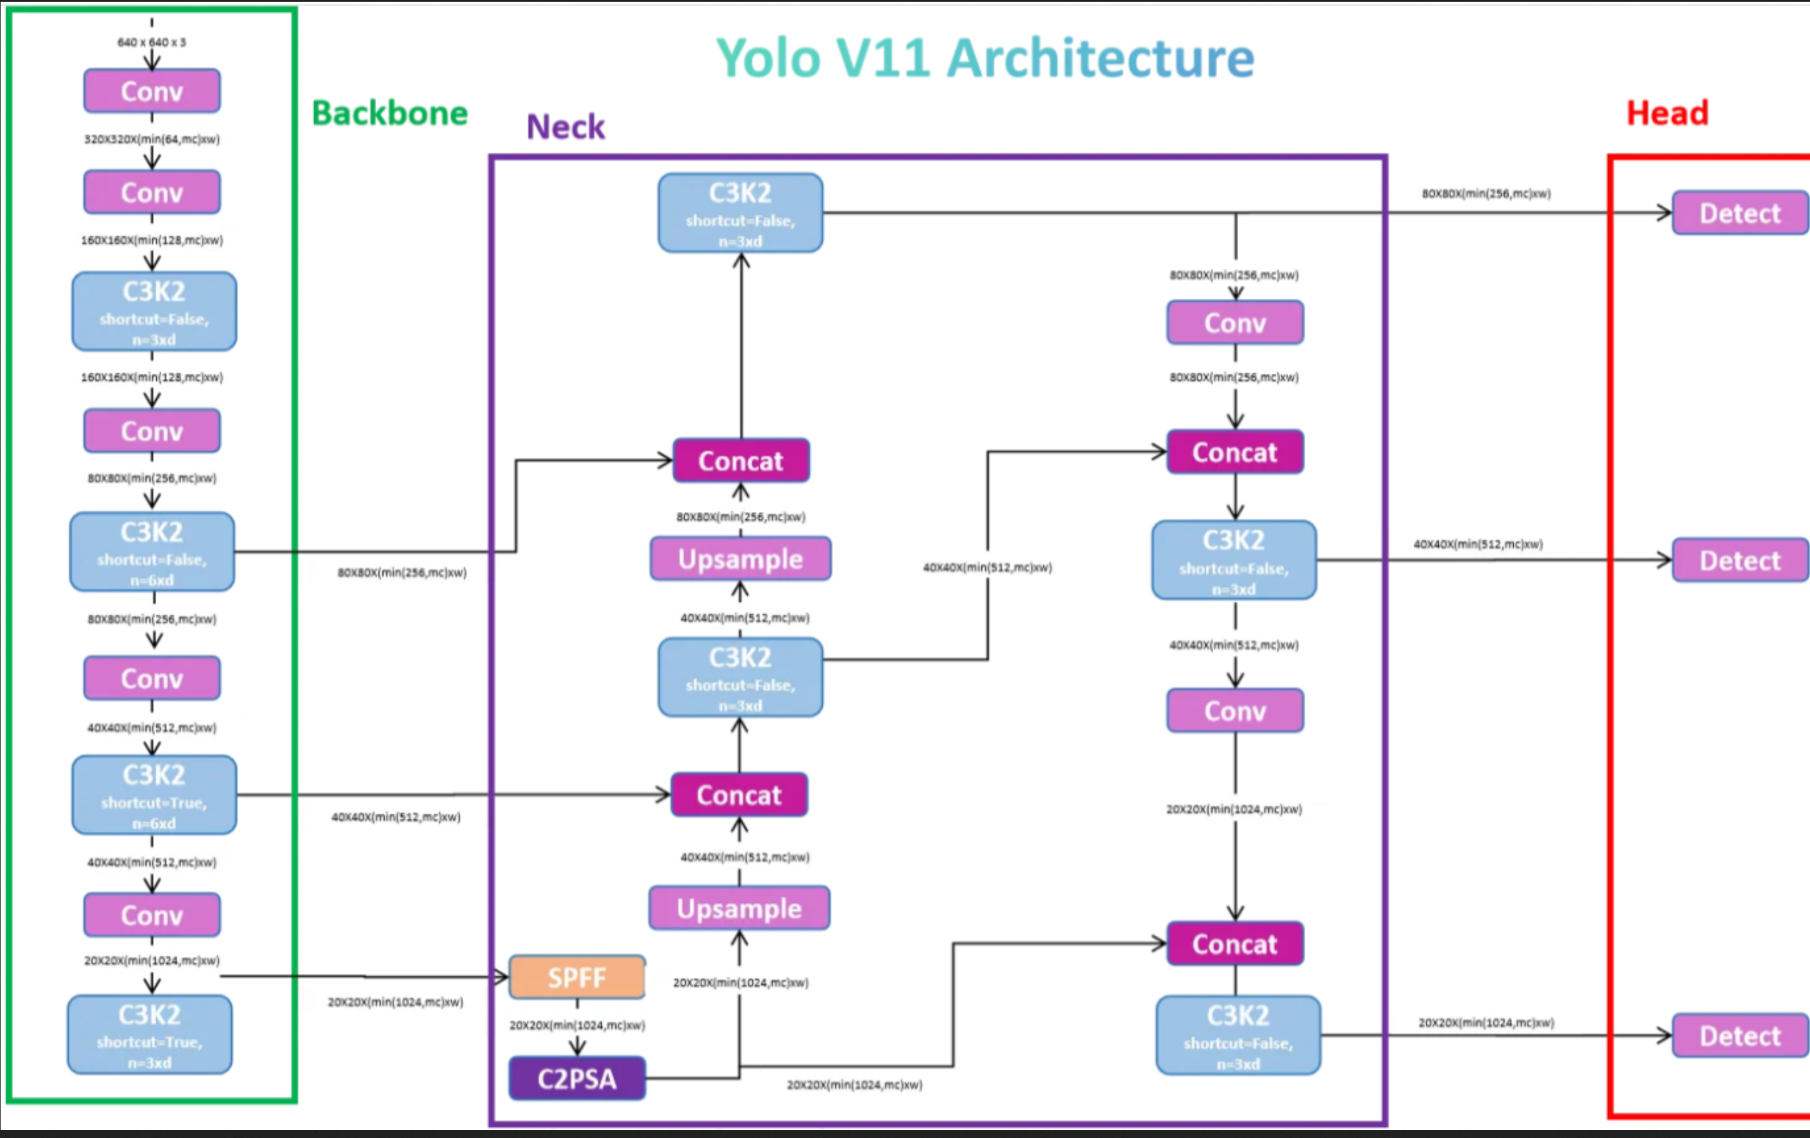 Yolo V11 Architecture
Backbone
Neck
Head
640 x 640 x 3
Conv
320X320X(min(64,mc)xw)
Conv
160X160X(min(128,mc)xw)
C3K2
shortcut=False,
n=3xd
160X160X(min(128,mc)xw)
Conv
80X80X(min(256,mc)xw)
C3K2
shortcut=False,
n=6xd
80X80X(min(256,mc)xw)
80X80X(min(256,mc)xw)
Conv
40X40X(min(512,mc)xw)
C3K2
shortcut=True,
n=6xd
40X40X(min(512,mc)xw)
40X40X(min(512,mc)xw)
Conv
20X20X(min(1024,mc)xw)
20X20X(min(1024,mc)xw)
C3K2
shortcut=True,
n=3xd
C3K2
shortcut=False,
n=3xd
Concat
80X80X(min(256,mc)xw)
Upsample
40X40X(min(512,mc)xw)
C3K2
shortcut=False,
n=3xd
Concat
40X40X(min(512,mc)xw)
Upsample
20X20X(min(1024,mc)xw)
SPFF
20X20X(min(1024,mc)xw)
C2PSA
20X20X(min(1024,mc)xw)
40X40X(min(512,mc)xw)
80X80X(min(256,mc)xw)
Conv
80X80X(min(256,mc)xw)
Concat
C3K2
shortcut=False,
n=3xd
40X40X(min(512,mc)xw)
Conv
20X20X(min(1024,mc)xw)
Concat
C3K2
shortcut=False,
n=3xd
80X80X(min(256,mc)xw)
Detect
40X40X(min(512,mc)xw)
Detect
20X20X(min(1024,mc)xw)
Detect